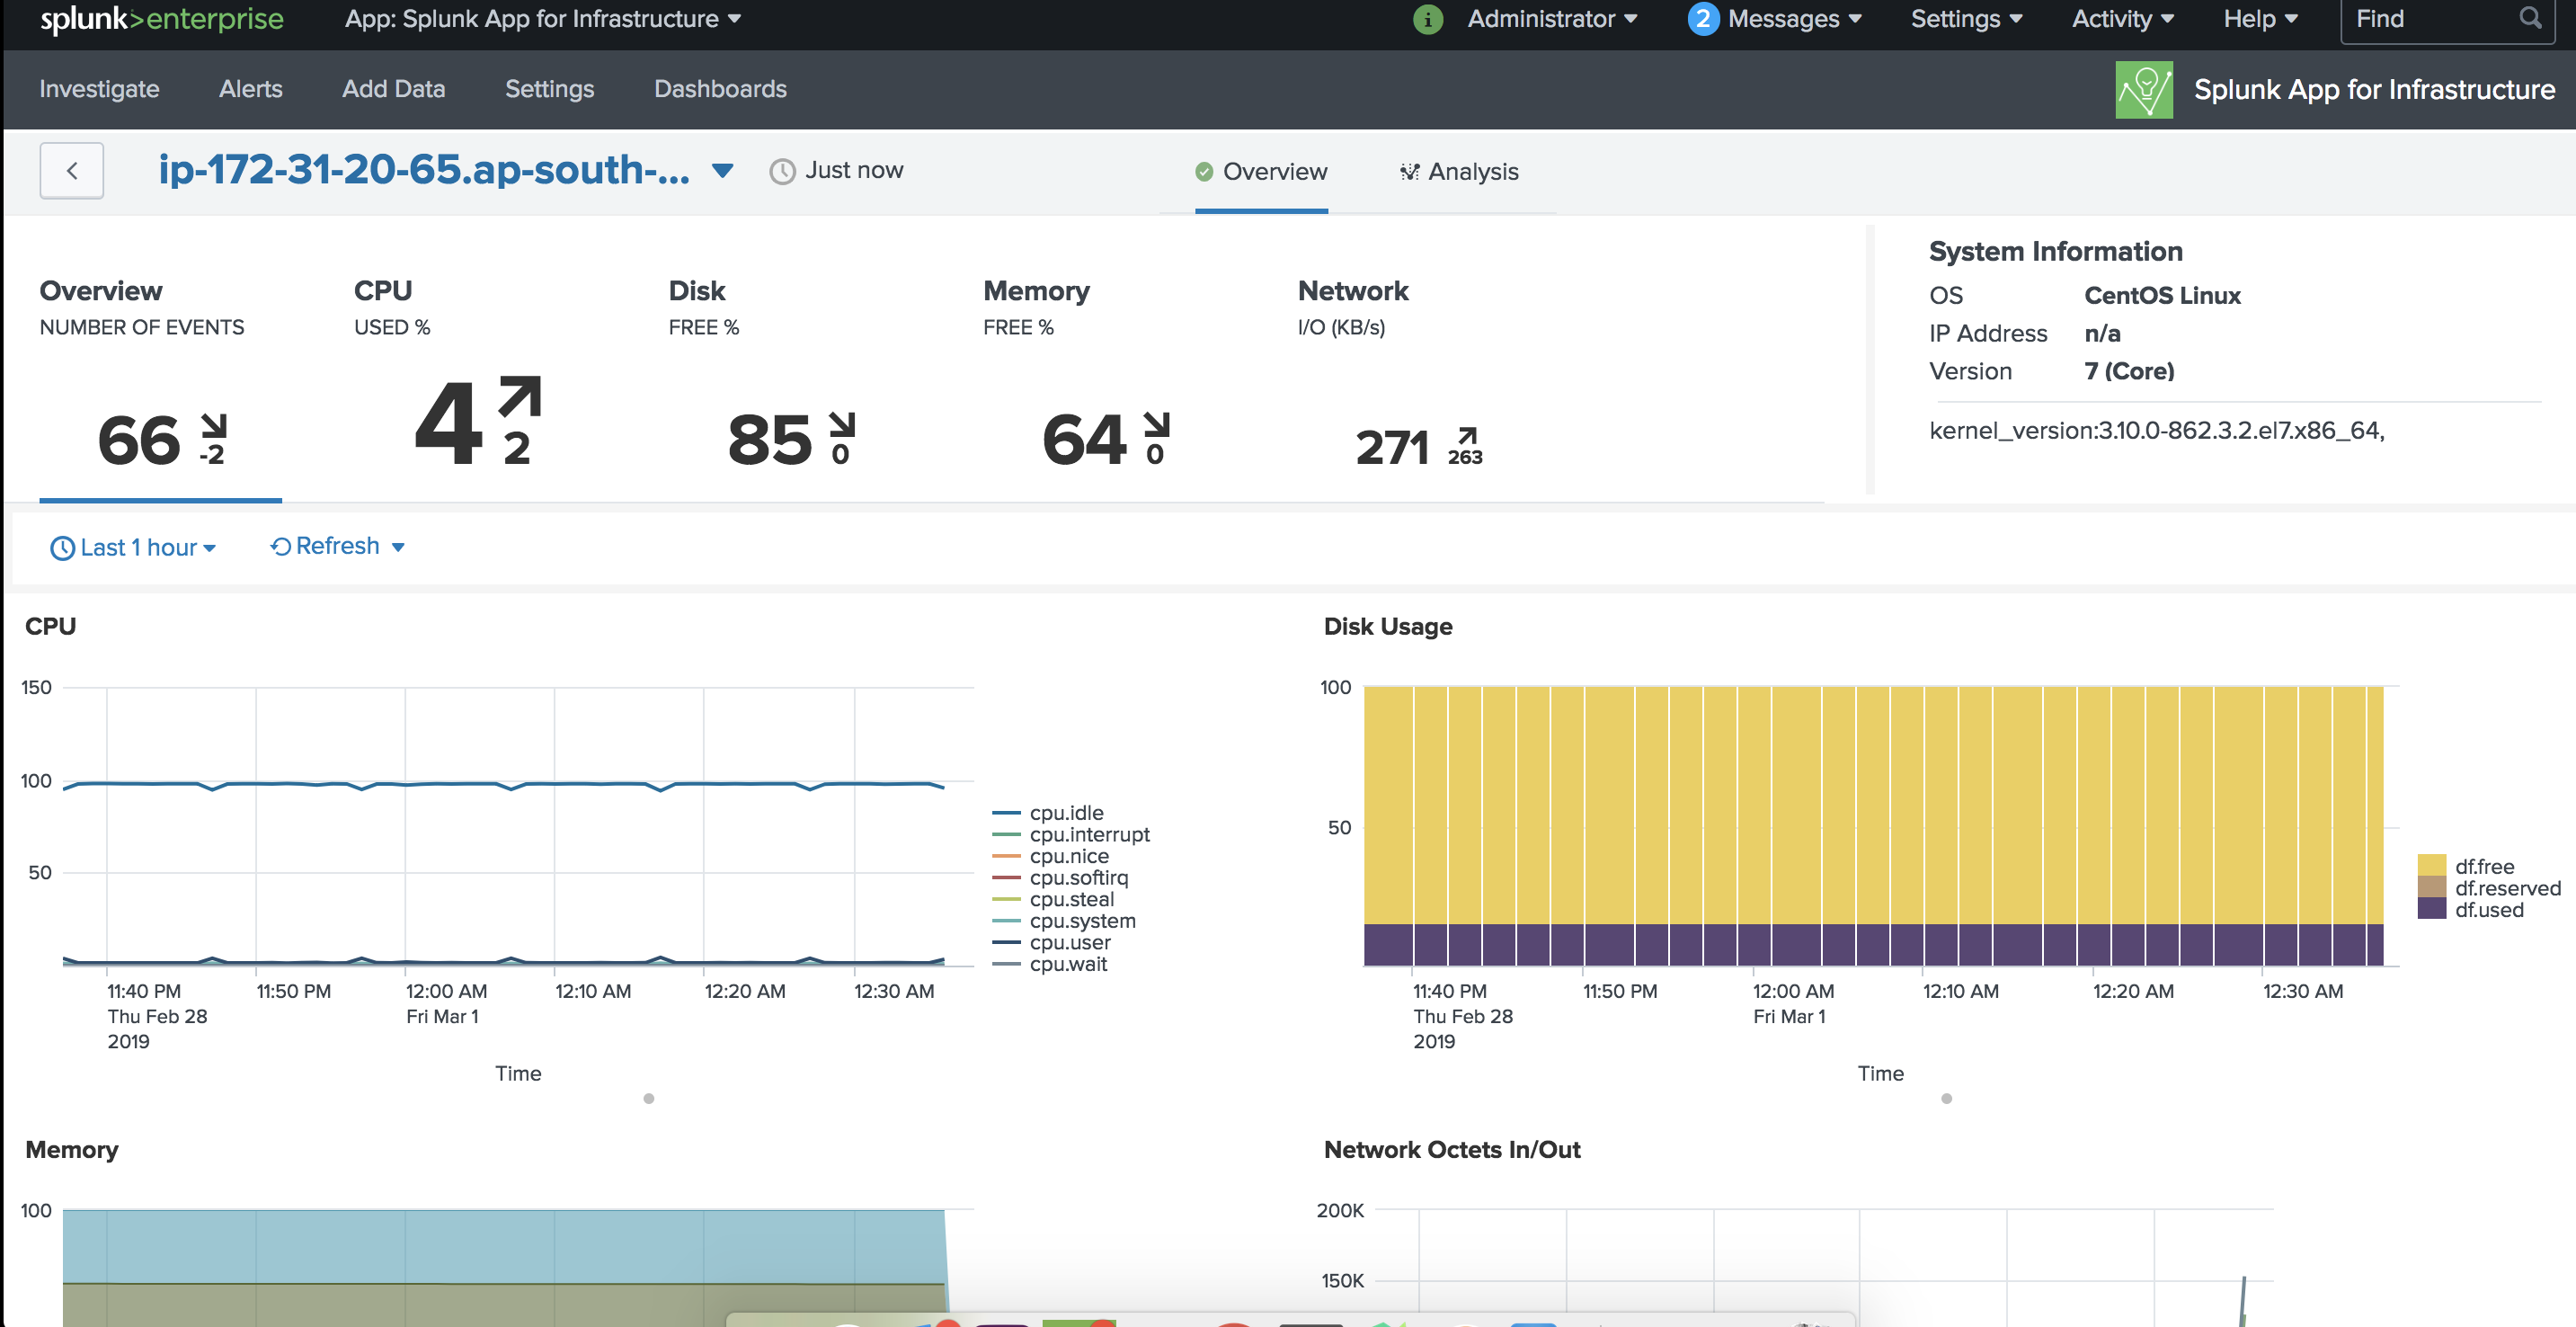 splunk>enterprise App: Splunk App for Infrastructure i Administrator 2 Messages Settings Activity Help Find
Investigate Alerts Add Data Settings Dashboards Splunk App for Infrastructure
ip-172-31-20-65.ap-south-... Just now Overview Analysis
Overview
NUMBER OF EVENTS
66 -2
CPU
USED %
4 2
Disk
FREE %
85 0
Memory
FREE %
64 0
Network
I/O (KB/s)
271 263
System Information
OS CentOS Linux
IP Address n/a
Version 7 (Core)
kernel_version:3.10.0-862.3.2.el7.x86_64,
Last 1 hour Refresh
CPU
150
100
50
11:40 PM 11:50 PM 12:00 AM 12:10 AM 12:20 AM 12:30 AM
Thu Feb 28 Fri Mar 1
2019
Time
cpu.idle
cpu.interrupt
cpu.nice
cpu.softirq
cpu.steal
cpu.system
cpu.user
cpu.wait
Disk Usage
100
50
11:40 PM 11:50 PM 12:00 AM 12:10 AM 12:20 AM 12:30 AM
Thu Feb 28 Fri Mar 1
2019
Time
df.free
df.reserved
df.used
Memory
100
Network Octets In/Out
200K
150K